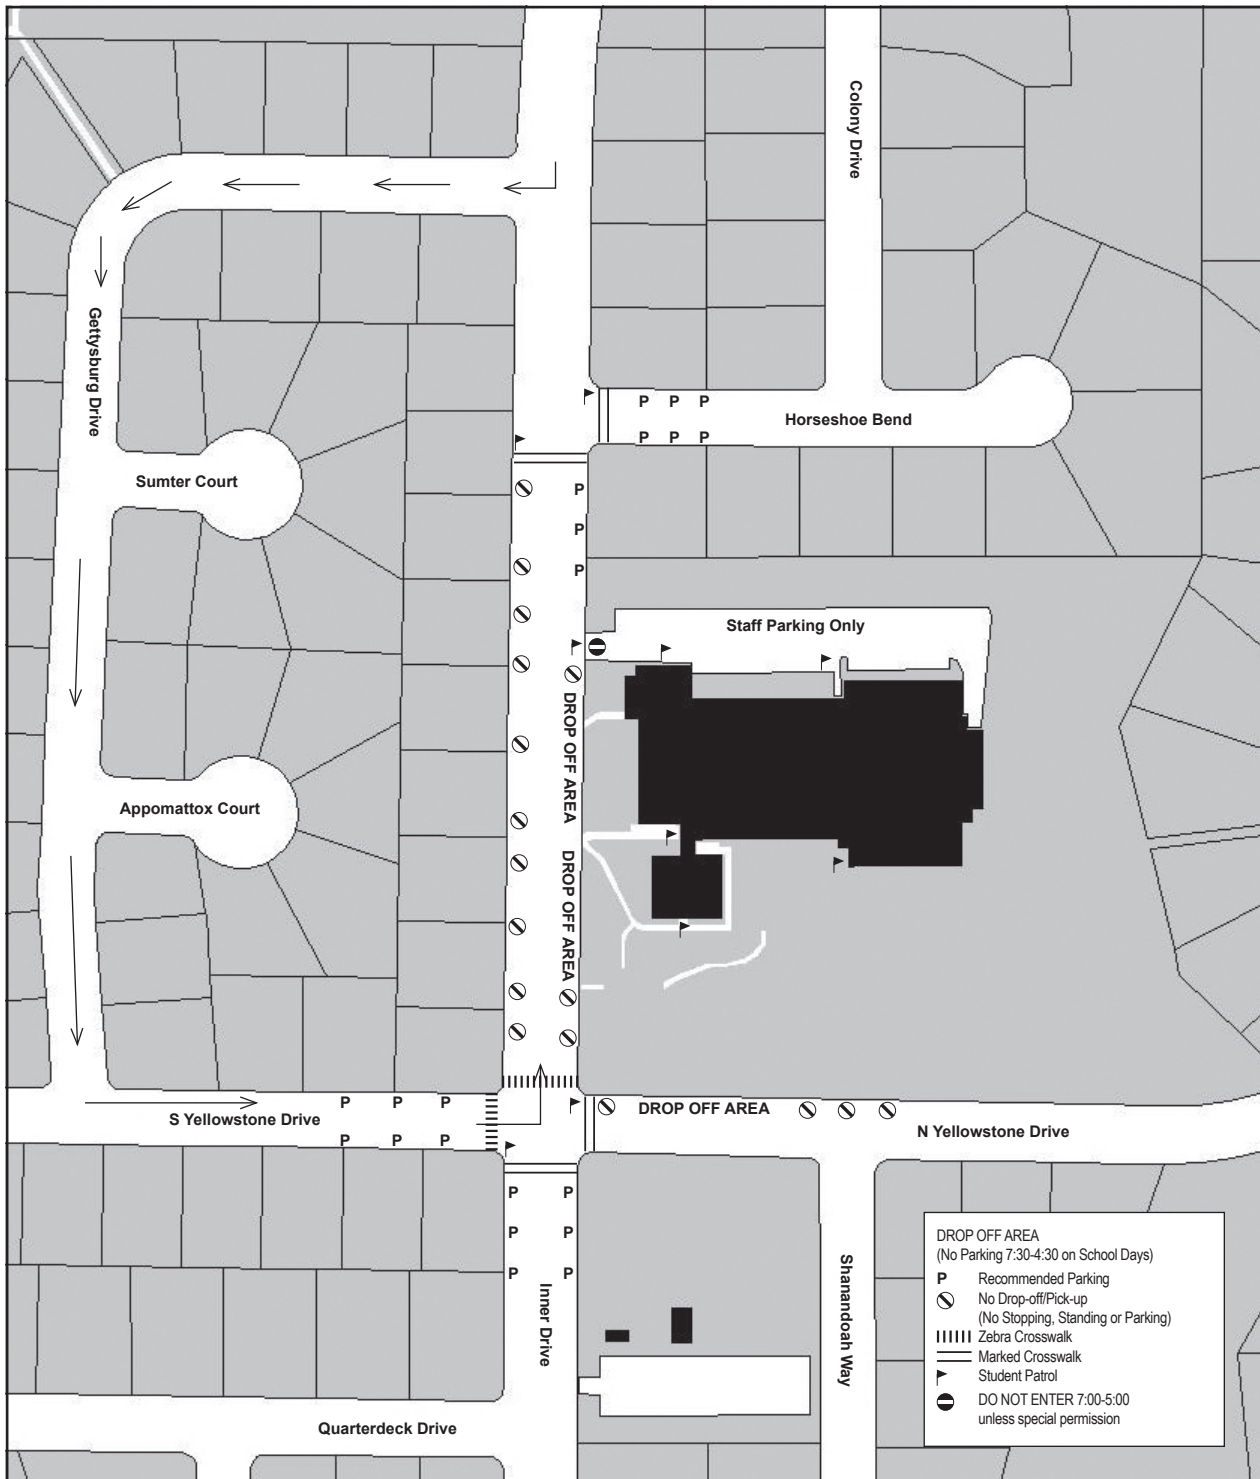 Colony Drive
Gettysburg Drive
P P P
Horseshoe Bend
P P P
Sumter Court
P
P
P
Staff Parking Only
DROP OFF AREA
Appomattox Court
DROP OFF AREA
P P P
S Yellowstone Drive
P P P
DROP OFF AREA
N Yellowstone Drive
P P
P P
P P
Inner Drive
Shanandoah Way
Quarterdeck Drive
DROP OFF AREA
(No Parking 7:30-4:30 on School Days)
P Recommended Parking
No Drop-off/Pick-up
(No Stopping, Standing or Parking)
Zebra Crosswalk
Marked Crosswalk
Student Patrol
DO NOT ENTER 7:00-5:00
unless special permission